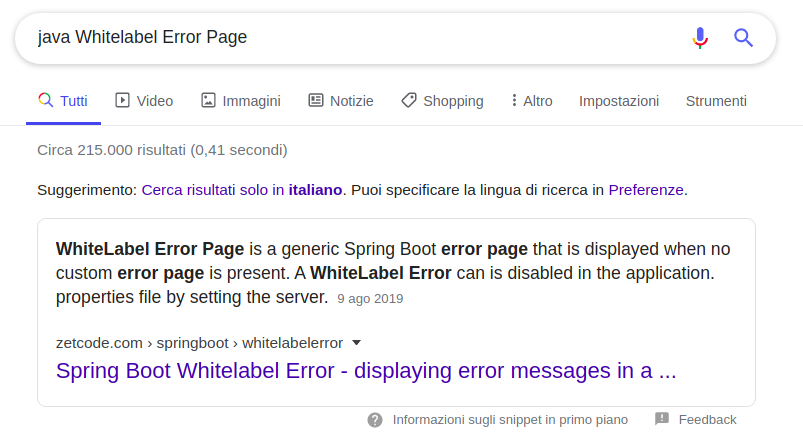 java Whitelabel Error Page
Tutti Video Immagini Notizie Shopping Altro Impostazioni Strumenti
Circa 215.000 risultati (0,41 secondi)
Suggerimento: Cerca risultati solo in italiano. Puoi specificare la lingua di ricerca in Preferenze.
WhiteLabel Error Page is a generic Spring Boot error page that is displayed when no
custom error page is present. A WhiteLabel Error can is disabled in the application.
properties file by setting the server. 9 ago 2019
zetcode.com › springboot › whitelabelerror
Spring Boot Whitelabel Error - displaying error messages in a ...
Informazioni sugli snippet in primo piano Feedback